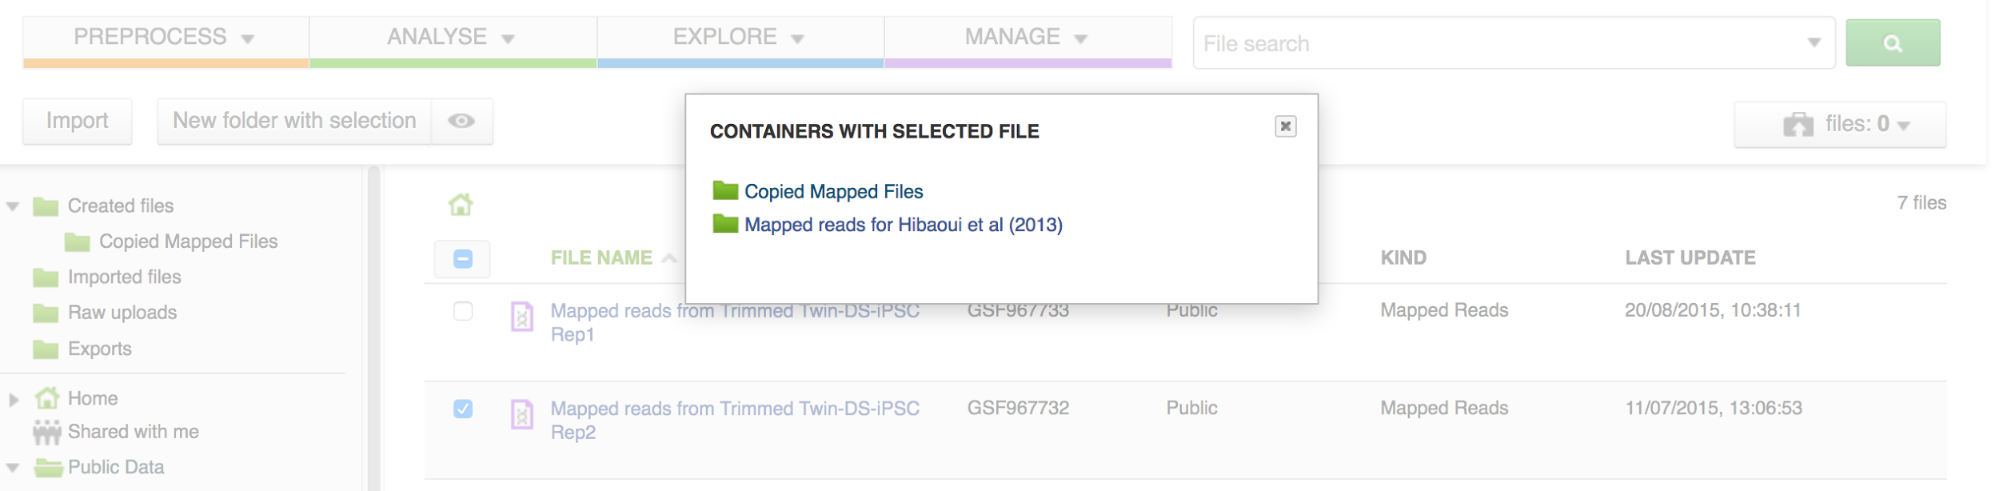 PREPROCESS ANALYSE EXPLORE MANAGE File search
Import New folder with selection files: 0
CONTAINERS WITH SELECTED FILE
Copied Mapped Files
Mapped reads for Hibaoui et al (2013)
Created files
Copied Mapped Files
Imported files
Raw uploads
Exports
Home
Shared with me
Public Data
7 files
FILE NAME KIND LAST UPDATE
Mapped reads from Trimmed Twin-DS-iPSC GSF967733 Public Mapped Reads 20/08/2015, 10:38:11
Rep1
Mapped reads from Trimmed Twin-DS-iPSC GSF967732 Public Mapped Reads 11/07/2015, 13:06:53
Rep2